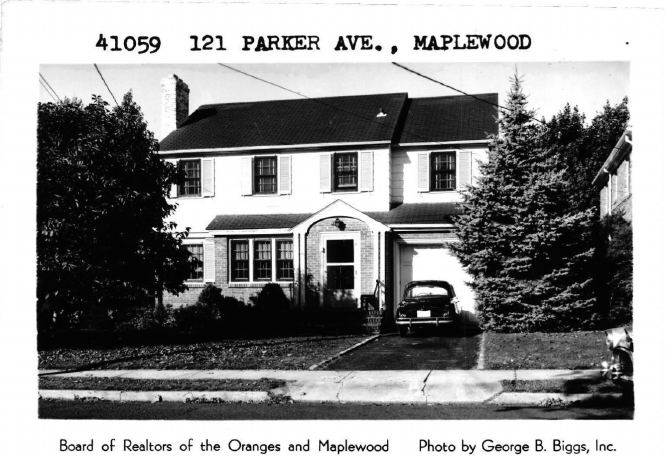 41059 121 PARKER AVE., MAPLEWOOD
Board of Realtors of the Oranges and Maplewood Photo by George B. Biggs, Inc.